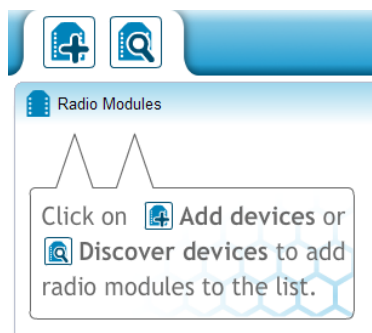 Radio Modules
Click on Add devices or
Discover devices to add
radio modules to the list.